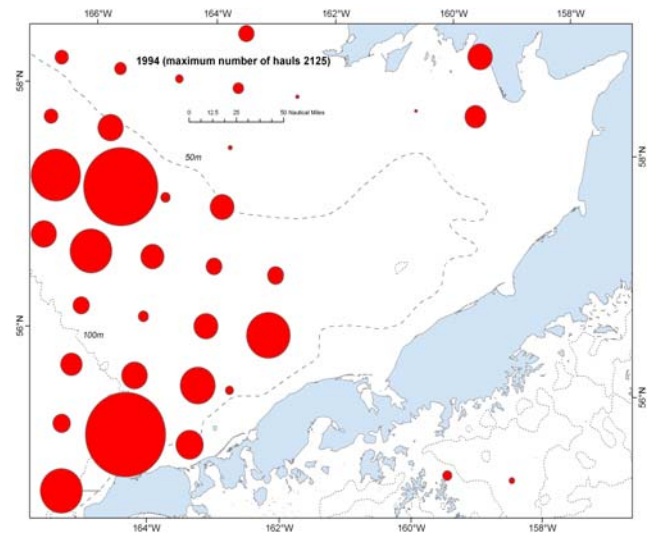 166°W 164°W 162°W 160°W 158°W
1994 (maximum number of hauls 2125)
58°N
0 12.5 25 50 Nautical Miles
50m
58°N
56°N
100m
56°N
164°W 162°W 160°W 158°W